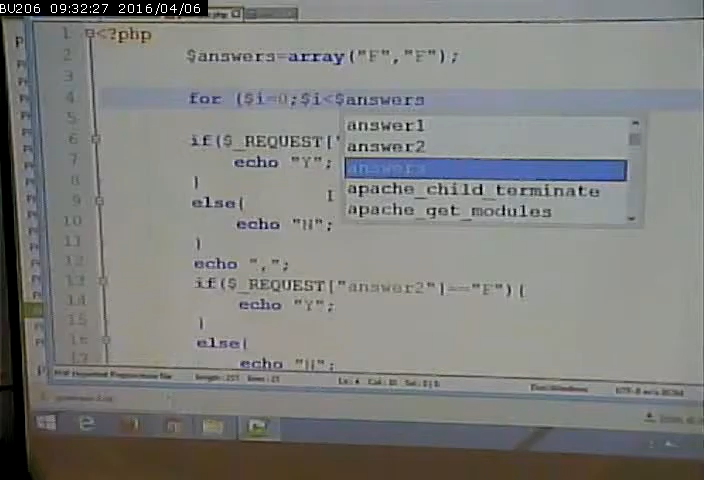 BU206 09:32:27 2016/04/06
1 <?php
2 $answers=array("F","F");
3
4 for ($i=0;$i<$answers
5 answer1
6 if($_REQUEST[" answer2
7 echo "Y"; answers
8 } apache_child_terminate
9 else{ apache_get_modules
10 echo "N";
11 }
12 echo ",";
13 if($_REQUEST["answer2"]=="F"){
14 echo "Y";
15 }
16 else{
17 echo "N";